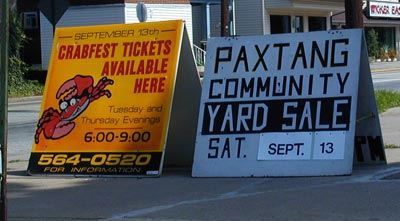 SEPTEMBER 13th
CRABFEST TICKETS
AVAILABLE
HERE
Tuesday and
Thursday Evenings
6:00-9:00
564-0520
FOR INFORMATION
PAXTANG
COMMUNITY
YARD SALE
SAT. SEPT. 13
PM